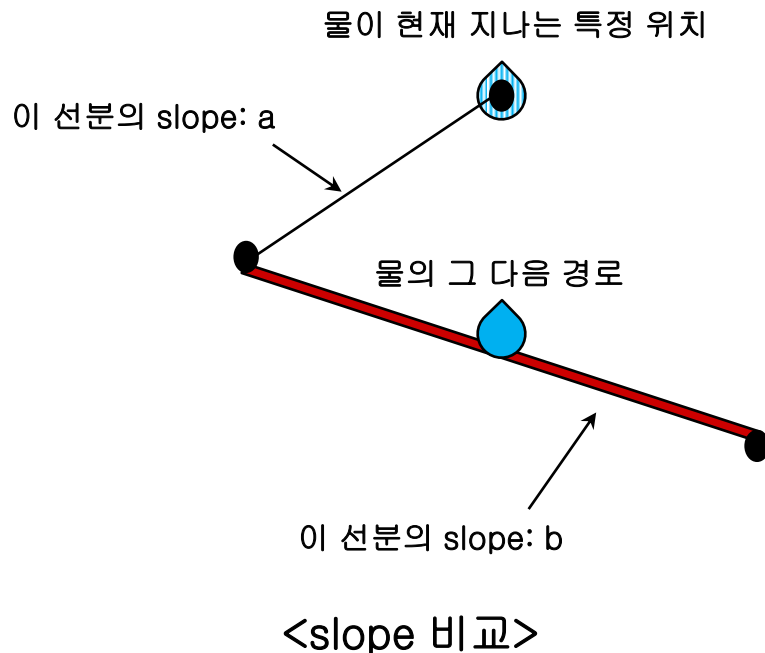 물이 현재 지나는 특정 위치
이 선분의 slope: a
물의 그 다음 경로
이 선분의 slope: b
<slope 비교>